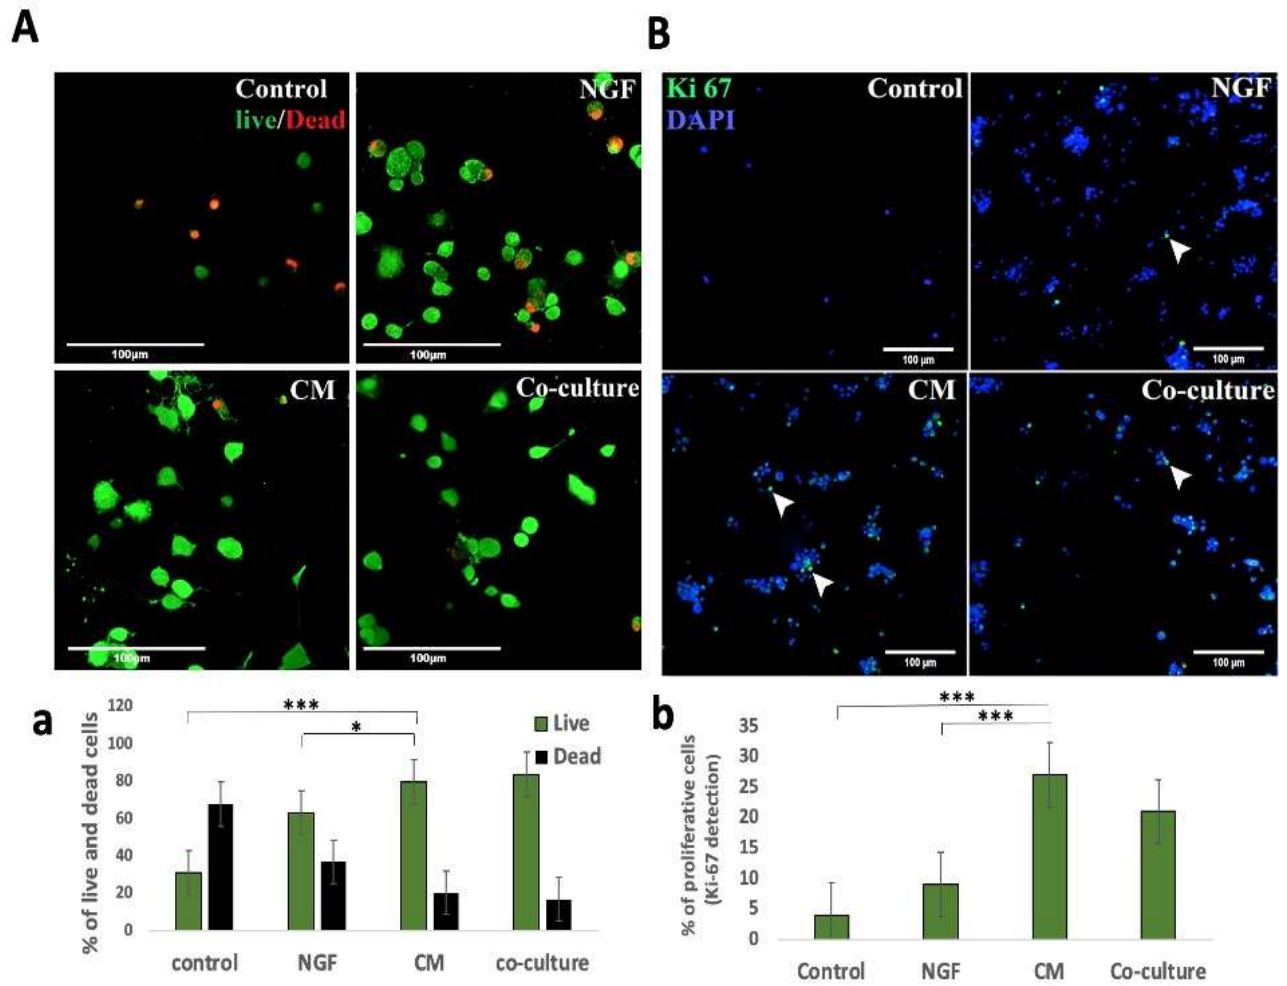 A
B
Control
live/Dead
NGF
100µm
100µm
CM
Co-culture
100µm
100µm
Ki 67
DAPI
Control
NGF
100 µm
100 µm
CM
Co-culture
100 µm
100 µm
a
% of live and dead cells
120
100
80
60
40
20
0
***
*
Live
Dead
control
NGF
CM
co-culture
b
% of proliferative cells
(Ki-67 detection)
35
30
25
20
15
10
5
0
***
***
Control
NGF
CM
Co-culture